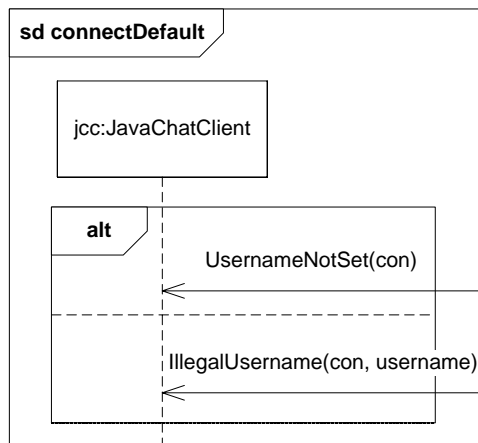 sd connectDefault
jcc:JavaChatClient
alt
UsernameNotSet(con)
IllegalUsername(con, username)